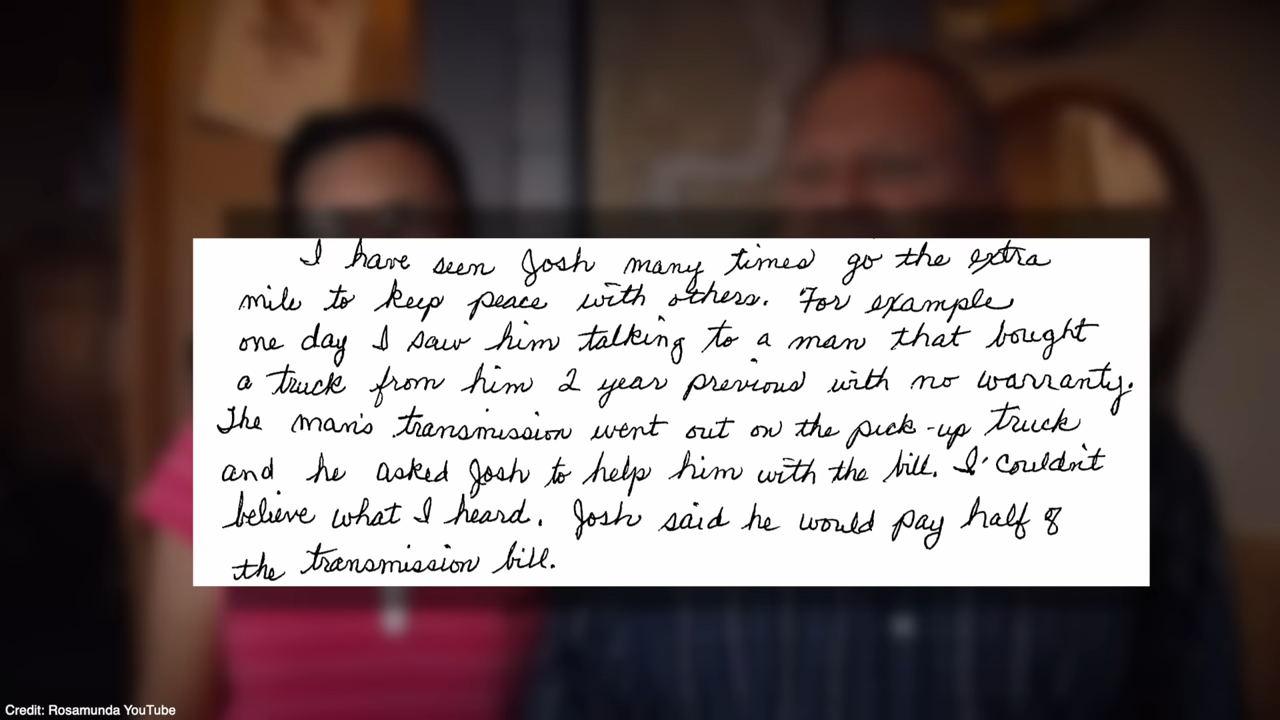 I have seen Josh many times go the extra
mile to keep peace with others. For example
one day I saw him talking to a man that bought
a truck from him 2 year previous with no warranty.
The man's transmission went out on the pick-up truck
and he asked Josh to help him with the bill. I couldn't
believe what I heard. Josh said he would pay half of
the transmission bill.
Credit: Rosamunda YouTube